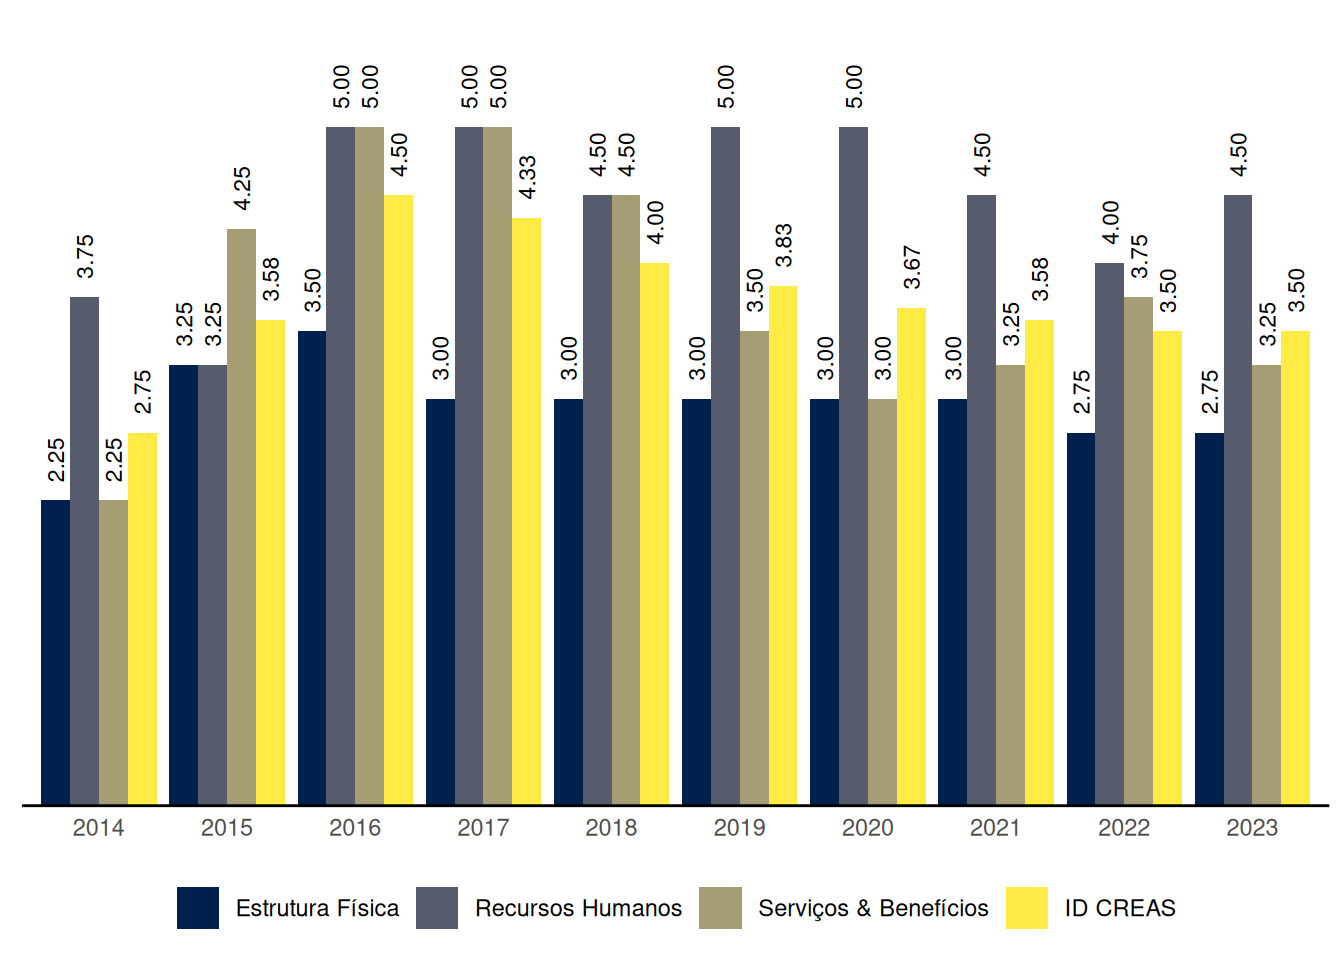 2.25 3.75 2.25 2.75
3.25 3.25 4.25 3.58
3.50 5.00 5.00 4.50
3.00 5.00 5.00 4.33
3.00 4.50 4.50 4.00
3.00 5.00 3.50 3.83
3.00 5.00 3.00 3.67
3.00 4.50 3.25 3.58
2.75 4.00 3.75 3.50
2.75 4.50 3.25 3.50
2014 2015 2016 2017 2018 2019 2020 2021 2022 2023
Estrutura Física Recursos Humanos Serviços & Benefícios ID CREAS